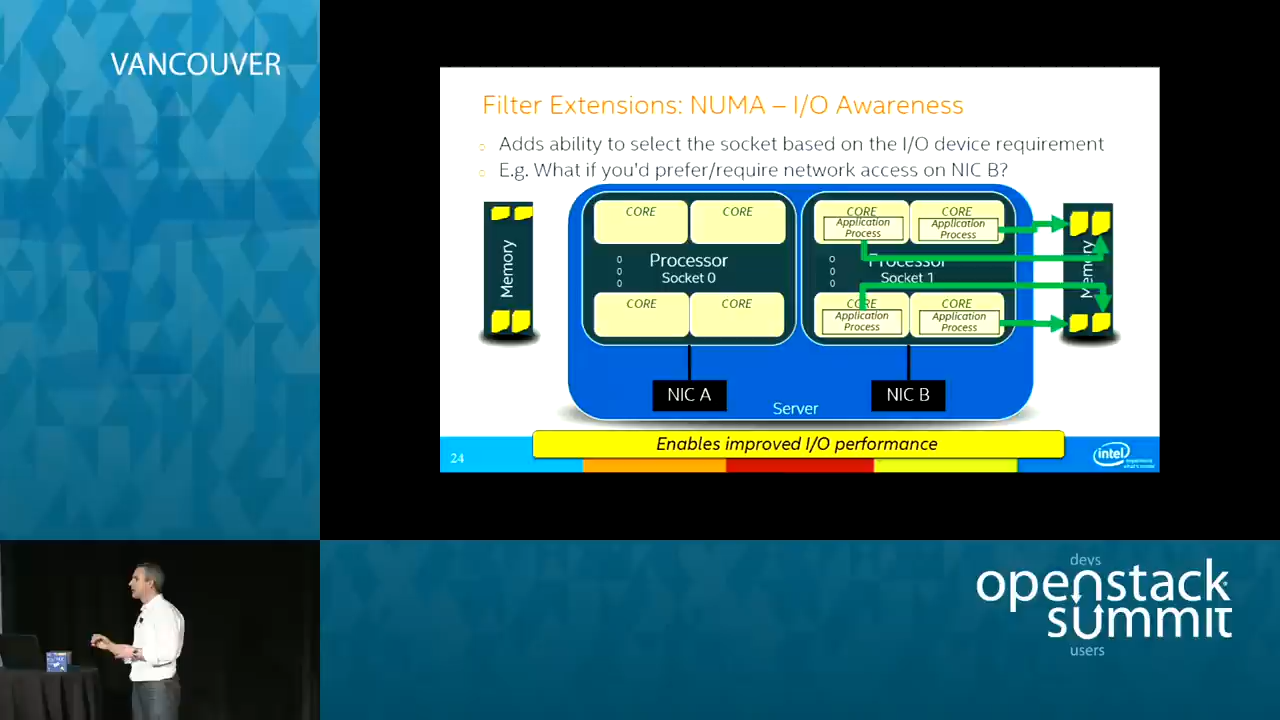 VANCOUVER
Filter Extensions: NUMA – I/O Awareness
Adds ability to select the socket based on the I/O device requirement
E.g. What if you'd prefer/require network access on NIC B?
CORE
CORE
CORE
Application
Process
CORE
Application
Process
Memory
Processor
Socket 0
Processor
Socket 1
Memory
CORE
CORE
CORE
Application
Process
CORE
Application
Process
NIC A
NIC B
Server
Enables improved I/O performance
24
intel
devs
openstack
summit
users